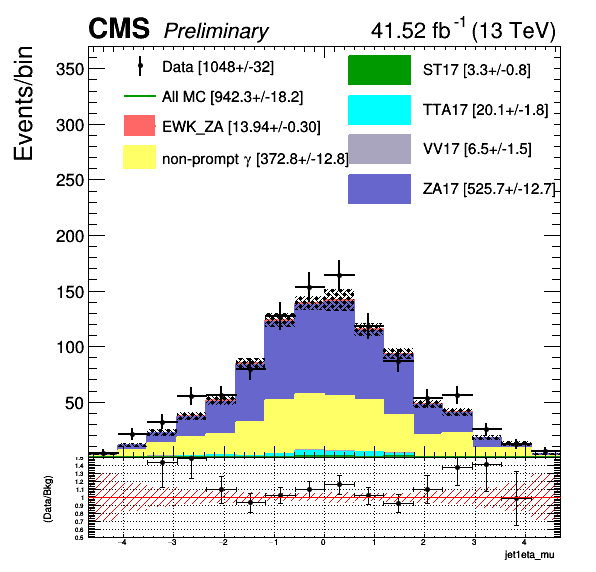 CMS Preliminary 41.52 fb⁻¹ (13 TeV)
Events/bin
350
300
250
200
150
100
50
Data [1048+/-32]
All MC [942.3+/-18.2]
EWK_ZA [13.94+/-0.30]
non-prompt γ [372.8+/-12.8]
ST17 [3.3+/-0.8]
TTA17 [20.1+/-1.8]
VV17 [6.5+/-1.5]
ZA17 [525.7+/-12.7]
(Data/Bkg)
1.5
1.4
1.3
1.2
1.1
1
0.9
0.8
0.7
0.6
0.5
−4 −3 −2 −1 0 1 2 3 4
jet1eta_mu